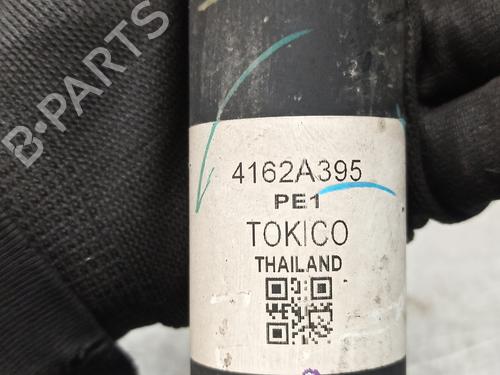 B-PARTS
4162A395
PE1
TOKICO
THAILAND